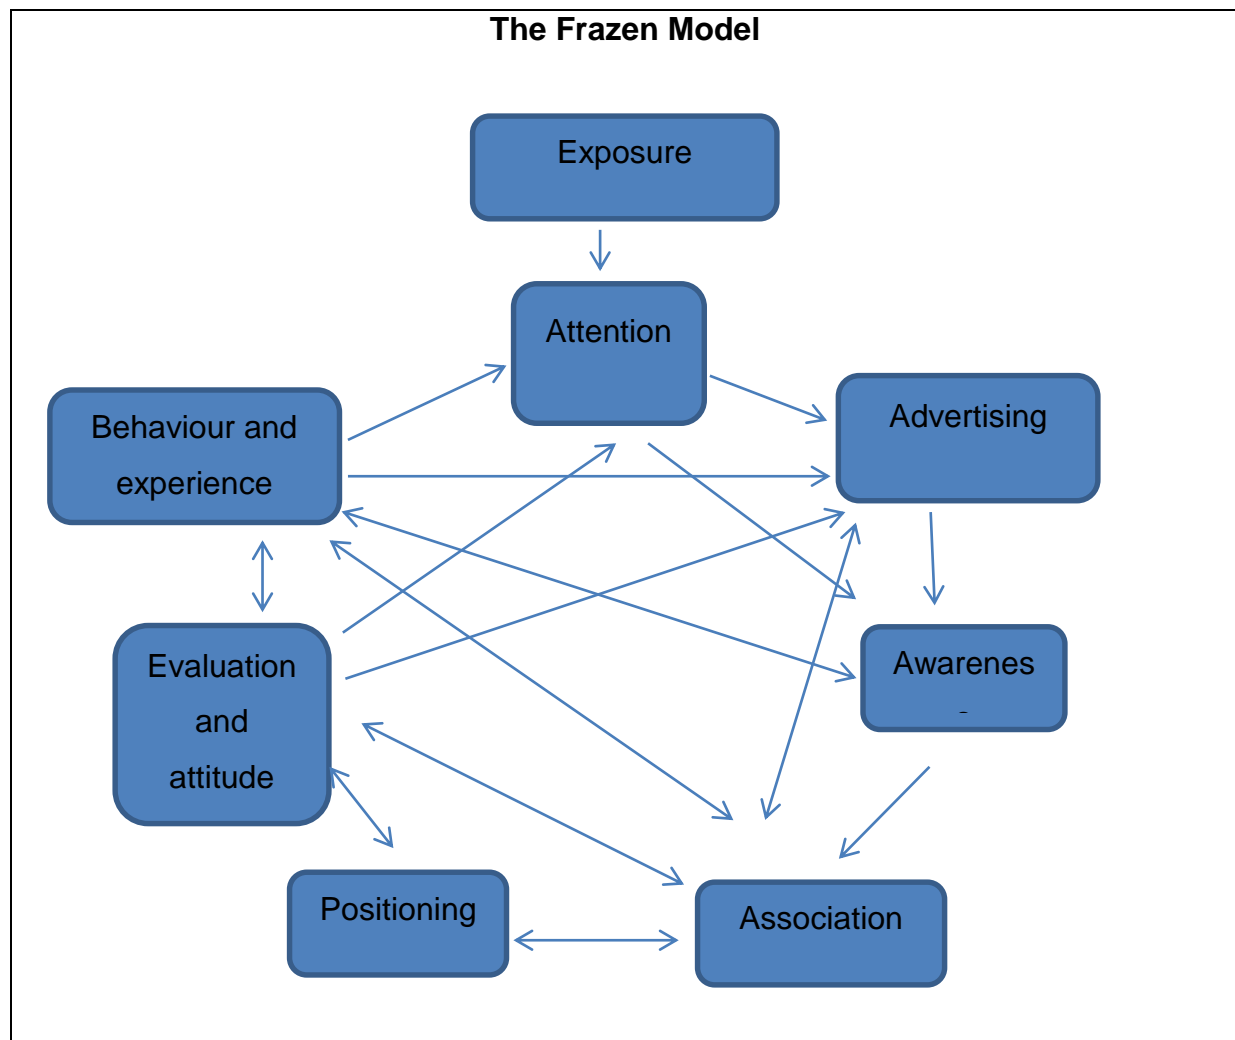 The Frazen Model
Exposure
Attention
Behaviour and
experience
Advertising
Evaluation
and
attitude
Awarenes
Positioning
Association